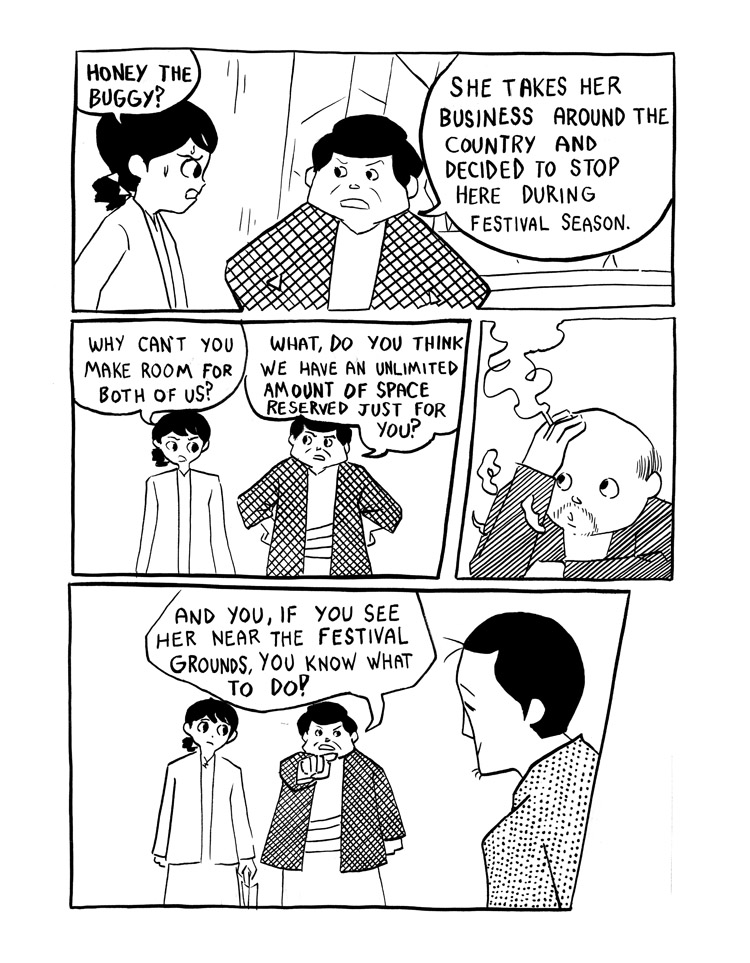 HONEY THE
BUGGY?
SHE TAKES HER
BUSINESS AROUND THE
COUNTRY AND
DECIDED TO STOP
HERE DURING
FESTIVAL SEASON.
WHY CAN'T YOU
MAKE ROOM FOR
BOTH OF US?
WHAT, DO YOU THINK
WE HAVE AN UNLIMITED
AMOUNT OF SPACE
RESERVED JUST FOR
YOU?
AND YOU, IF YOU SEE
HER NEAR THE FESTIVAL
GROUNDS, YOU KNOW WHAT
TO DO?